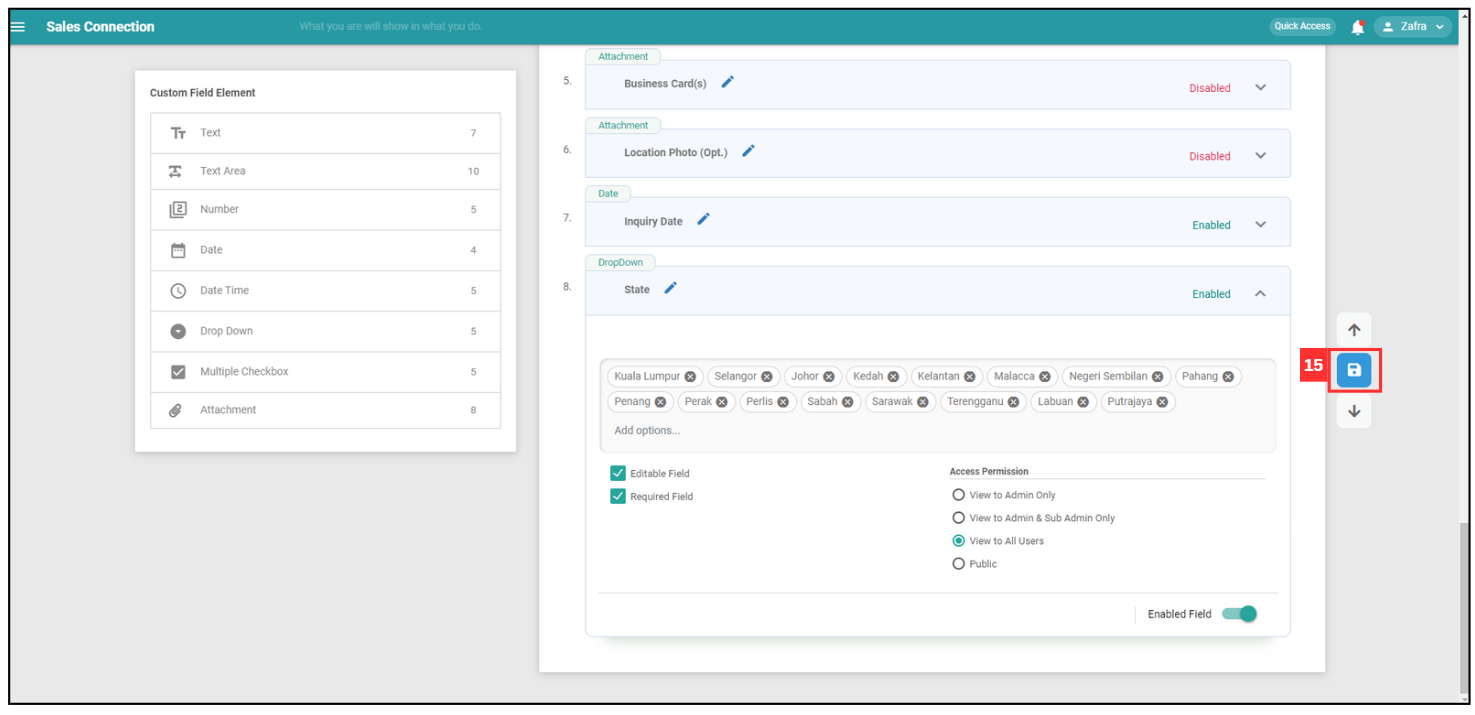 Sales Connection What you are will show in what you do. Quick Access Zafra
Custom Field Element
Text 7
Text Area 10
Number 5
Date 4
Date Time 5
Drop Down 5
Multiple Checkbox 5
Attachment 8
Attachment
5. Business Card(s) Disabled
Attachment
6. Location Photo (Opt.) Disabled
Date
7. Inquiry Date Enabled
DropDown
8. State Enabled
Kuala Lumpur Selangor Johor Kedah Kelantan Malacca Negeri Sembilan Pahang
Penang Perak Perlis Sabah Sarawak Terengganu Labuan Putrajaya
Add options...
Editable Field
Required Field
Access Permission
View to Admin Only
View to Admin & Sub Admin Only
View to All Users
Public
Enabled Field
15